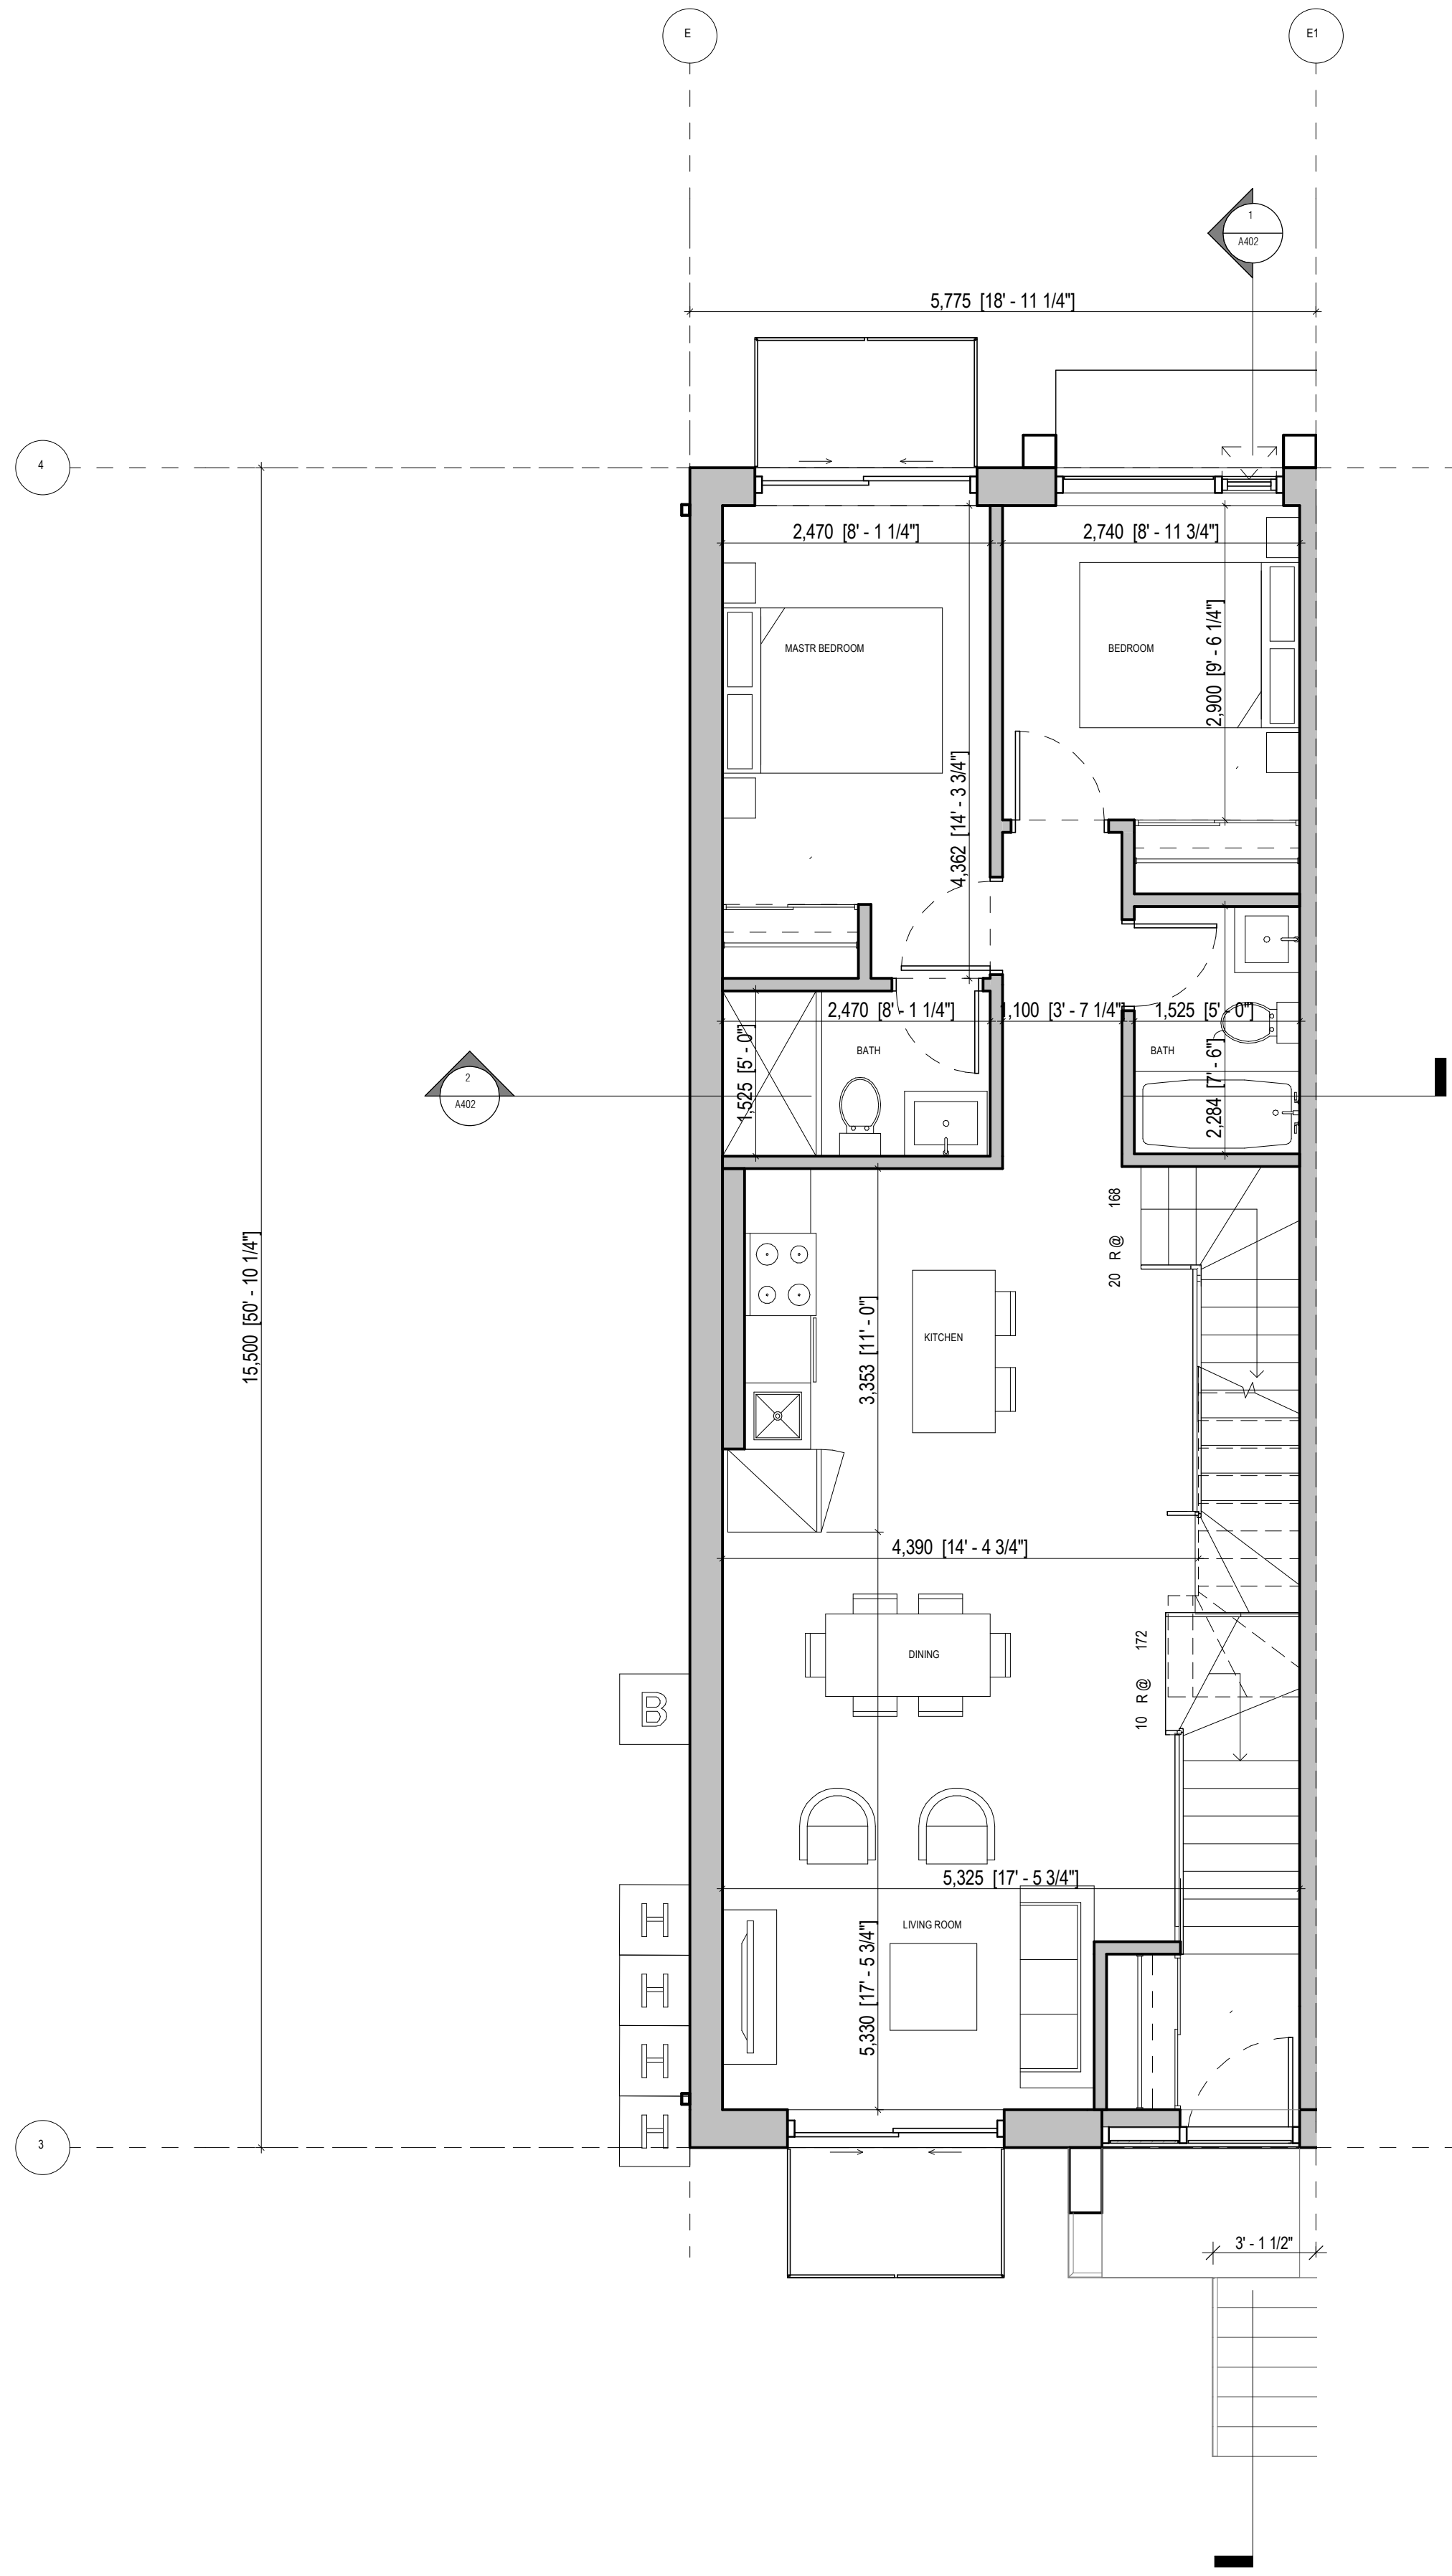 E
E1
1
A402
5,775 [18' - 11 1/4"]
4
2,470 [8' - 1 1/4"]
2,740 [8' - 11 3/4"]
2,900 [9' - 6 1/4"]
MASTR BEDROOM
BEDROOM
4,362 [14' - 3 3/4"]
2,470 [8' - 1 1/4"]
1,100 [3' - 7 1/4"]
1,525 [5' - 0"]
BATH
BATH
1,525 [5' - 0"]
2,284 [7' - 6"]
2
A402
20 R @ 168
15,500 [50' - 10 1/4"]
3,353 [11' - 0"]
KITCHEN
4,390 [14' - 4 3/4"]
DINING
10 R @ 172
B
5,325 [17' - 5 3/4"]
H
LIVING ROOM
5,330 [17' - 5 3/4"]
H
H
H
3
3' - 1 1/2"